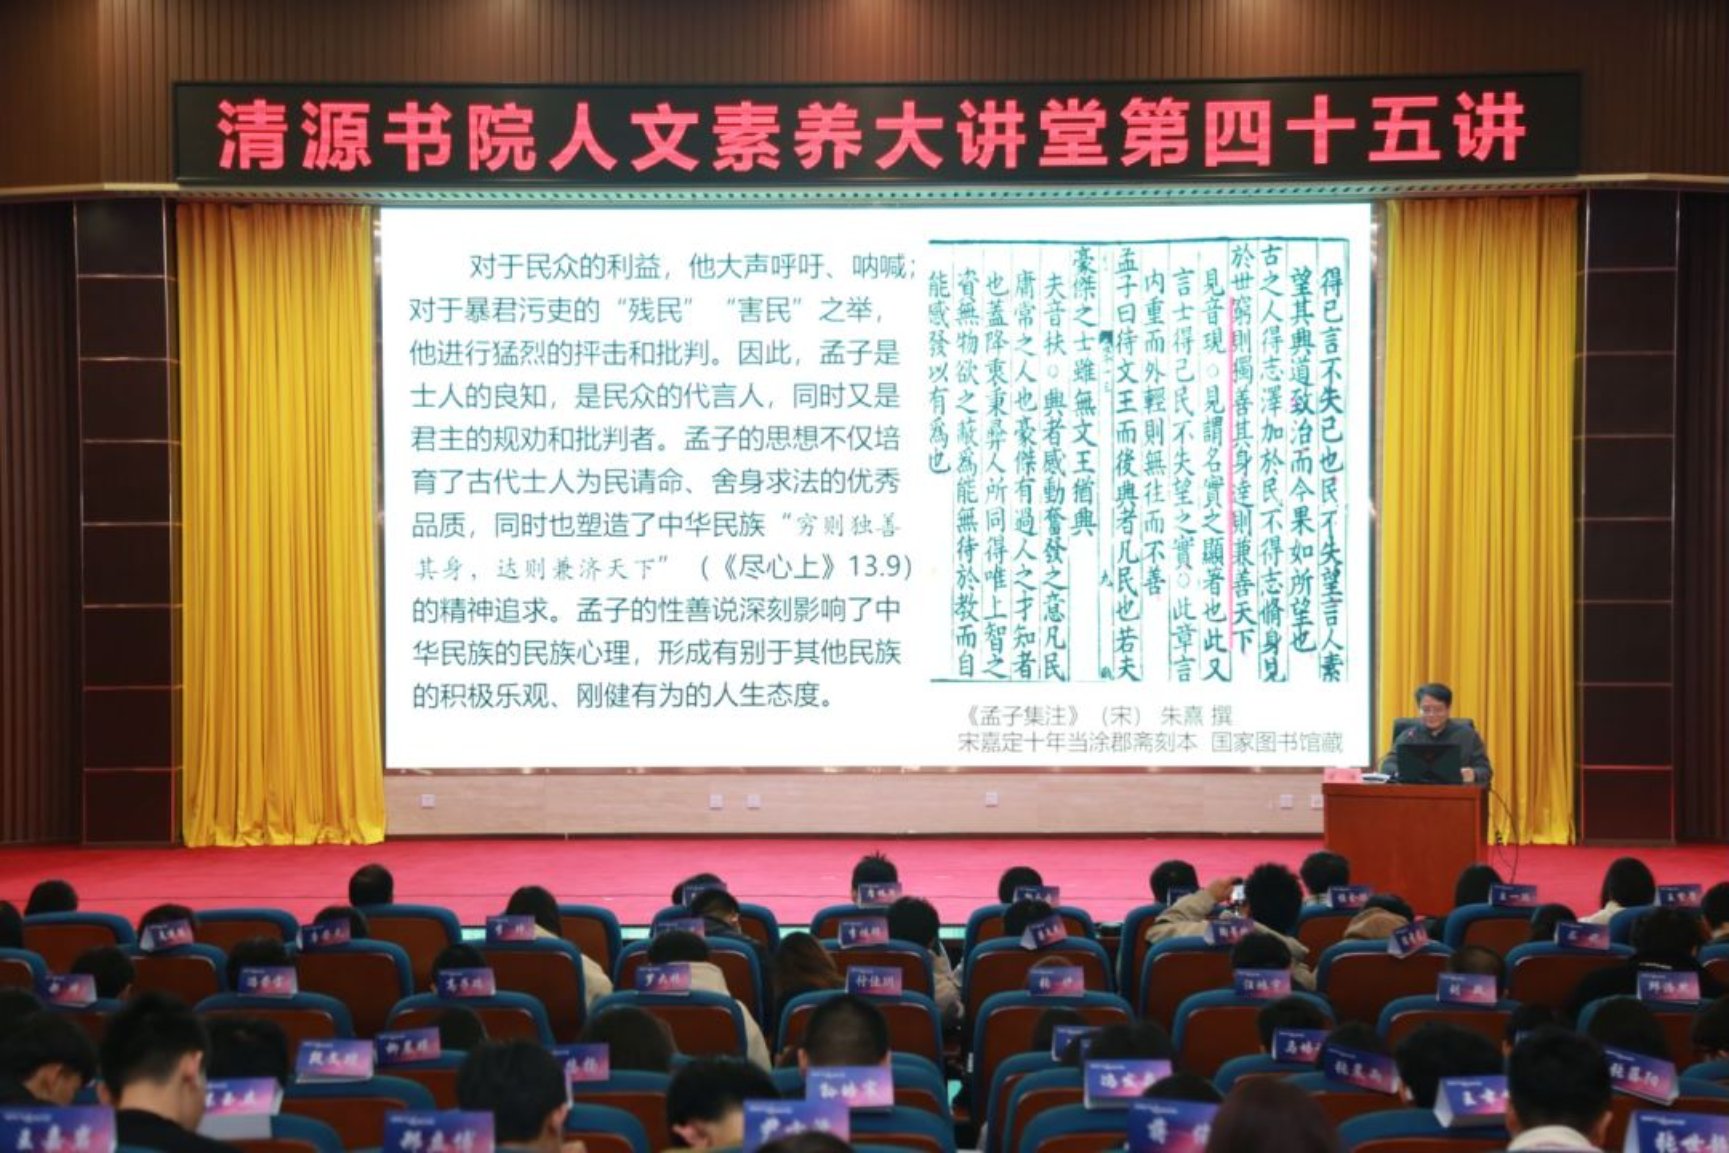 清源书院人文素养大讲堂第四十五讲
对于民众的利益，他大声呼吁、呐喊；
对于暴君污吏的“残民”“害民”之举，
他进行猛烈的抨击和批判。因此，孟子是
士人的良知，是民众的代言人，同时又是
君主的规劝和批判者。孟子的思想不仅培
育了古代士人为民请命、舍身求法的优秀
品质，同时也塑造了中华民族“穷则独善
其身，达则兼济天下”（《尽心上》13.9）
的精神追求。孟子的性善说深刻影响了中
华民族的民族心理，形成有别于其他民族
的积极乐观、刚健有为的人生态度。
得已言不失已也民不失望言人素
望其興道致治而今果如所望也
古之人得志澤加於民不得志脩身見
於世窮則獨善其身達則兼善天下
見音現○見謂名實之顯著也此又
言士得己民不失望之實○此章言
内重而外輕則無往而不善
孟子曰待文王而後興者凡民也若夫
豪傑之士雖無文王猶興
夫音扶○興者感動奮發之意凡民
庸常之人也豪傑有過人之才知者
也蓋降衷秉彞人所同得唯上智之
資無物欲之蔽爲能無待於教而自
能感發以有爲也
《孟子集注》（宋） 朱熹 撰
宋嘉定十年当涂郡斋刻本 国家图书馆藏
付佳川